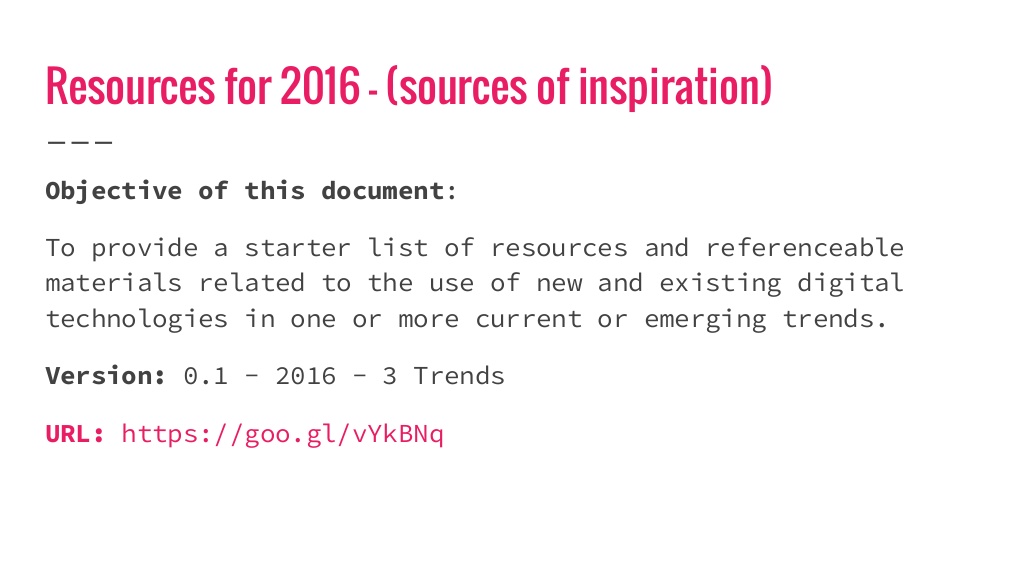 Resources for 2016 - (sources of inspiration)
Objective of this document:
To provide a starter list of resources and referenceable
materials related to the use of new and existing digital
technologies in one or more current or emerging trends.
Version: 0.1 - 2016 - 3 Trends
URL: https://goo.gl/vYkBNq